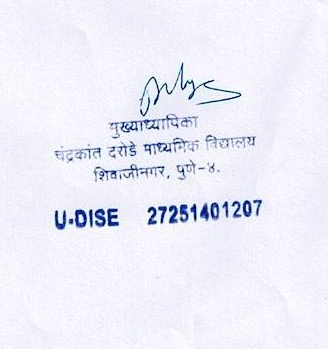 मुख्याध्यापिका
चंद्रकांत दरोडे माध्यमिक विद्यालय
शिवाजीनगर, पुणे-४.
U-DISE 27251401207